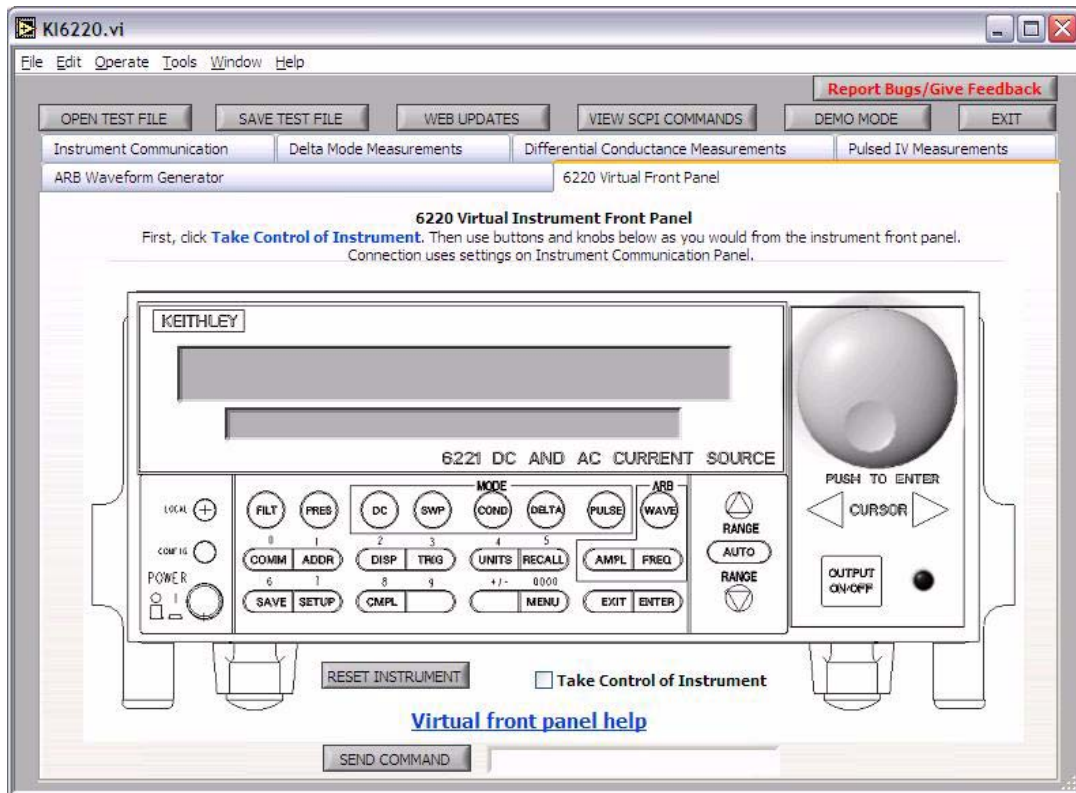 KI6220.vi
File Edit Operate Tools Window Help
Report Bugs/Give Feedback
OPEN TEST FILE SAVE TEST FILE WEB UPDATES VIEW SCPI COMMANDS DEMO MODE EXIT
Instrument Communication Delta Mode Measurements Differential Conductance Measurements Pulsed IV Measurements
ARB Waveform Generator 6220 Virtual Front Panel
6220 Virtual Instrument Front Panel
First, click Take Control of Instrument. Then use buttons and knobs below as you would from the instrument front panel.
Connection uses settings on Instrument Communication Panel.
KEITHLEY
6221 DC AND AC CURRENT SOURCE
PUSH TO ENTER
CURSOR
MODE ARB
LOCAL FILT PRES DC SWP COND DELTA PULSE WAVE
RANGE
0 1 2 3 4 5
CONFIG COMM ADDR DISP TRIG UNITS RECALL AMPL FREQ AUTO
POWER
6 7 8 9 +/- 0000 RANGE
SAVE SETUP CMPL MENU EXIT ENTER
OUTPUT
ON/OFF
RESET INSTRUMENT Take Control of Instrument
Virtual front panel help
SEND COMMAND